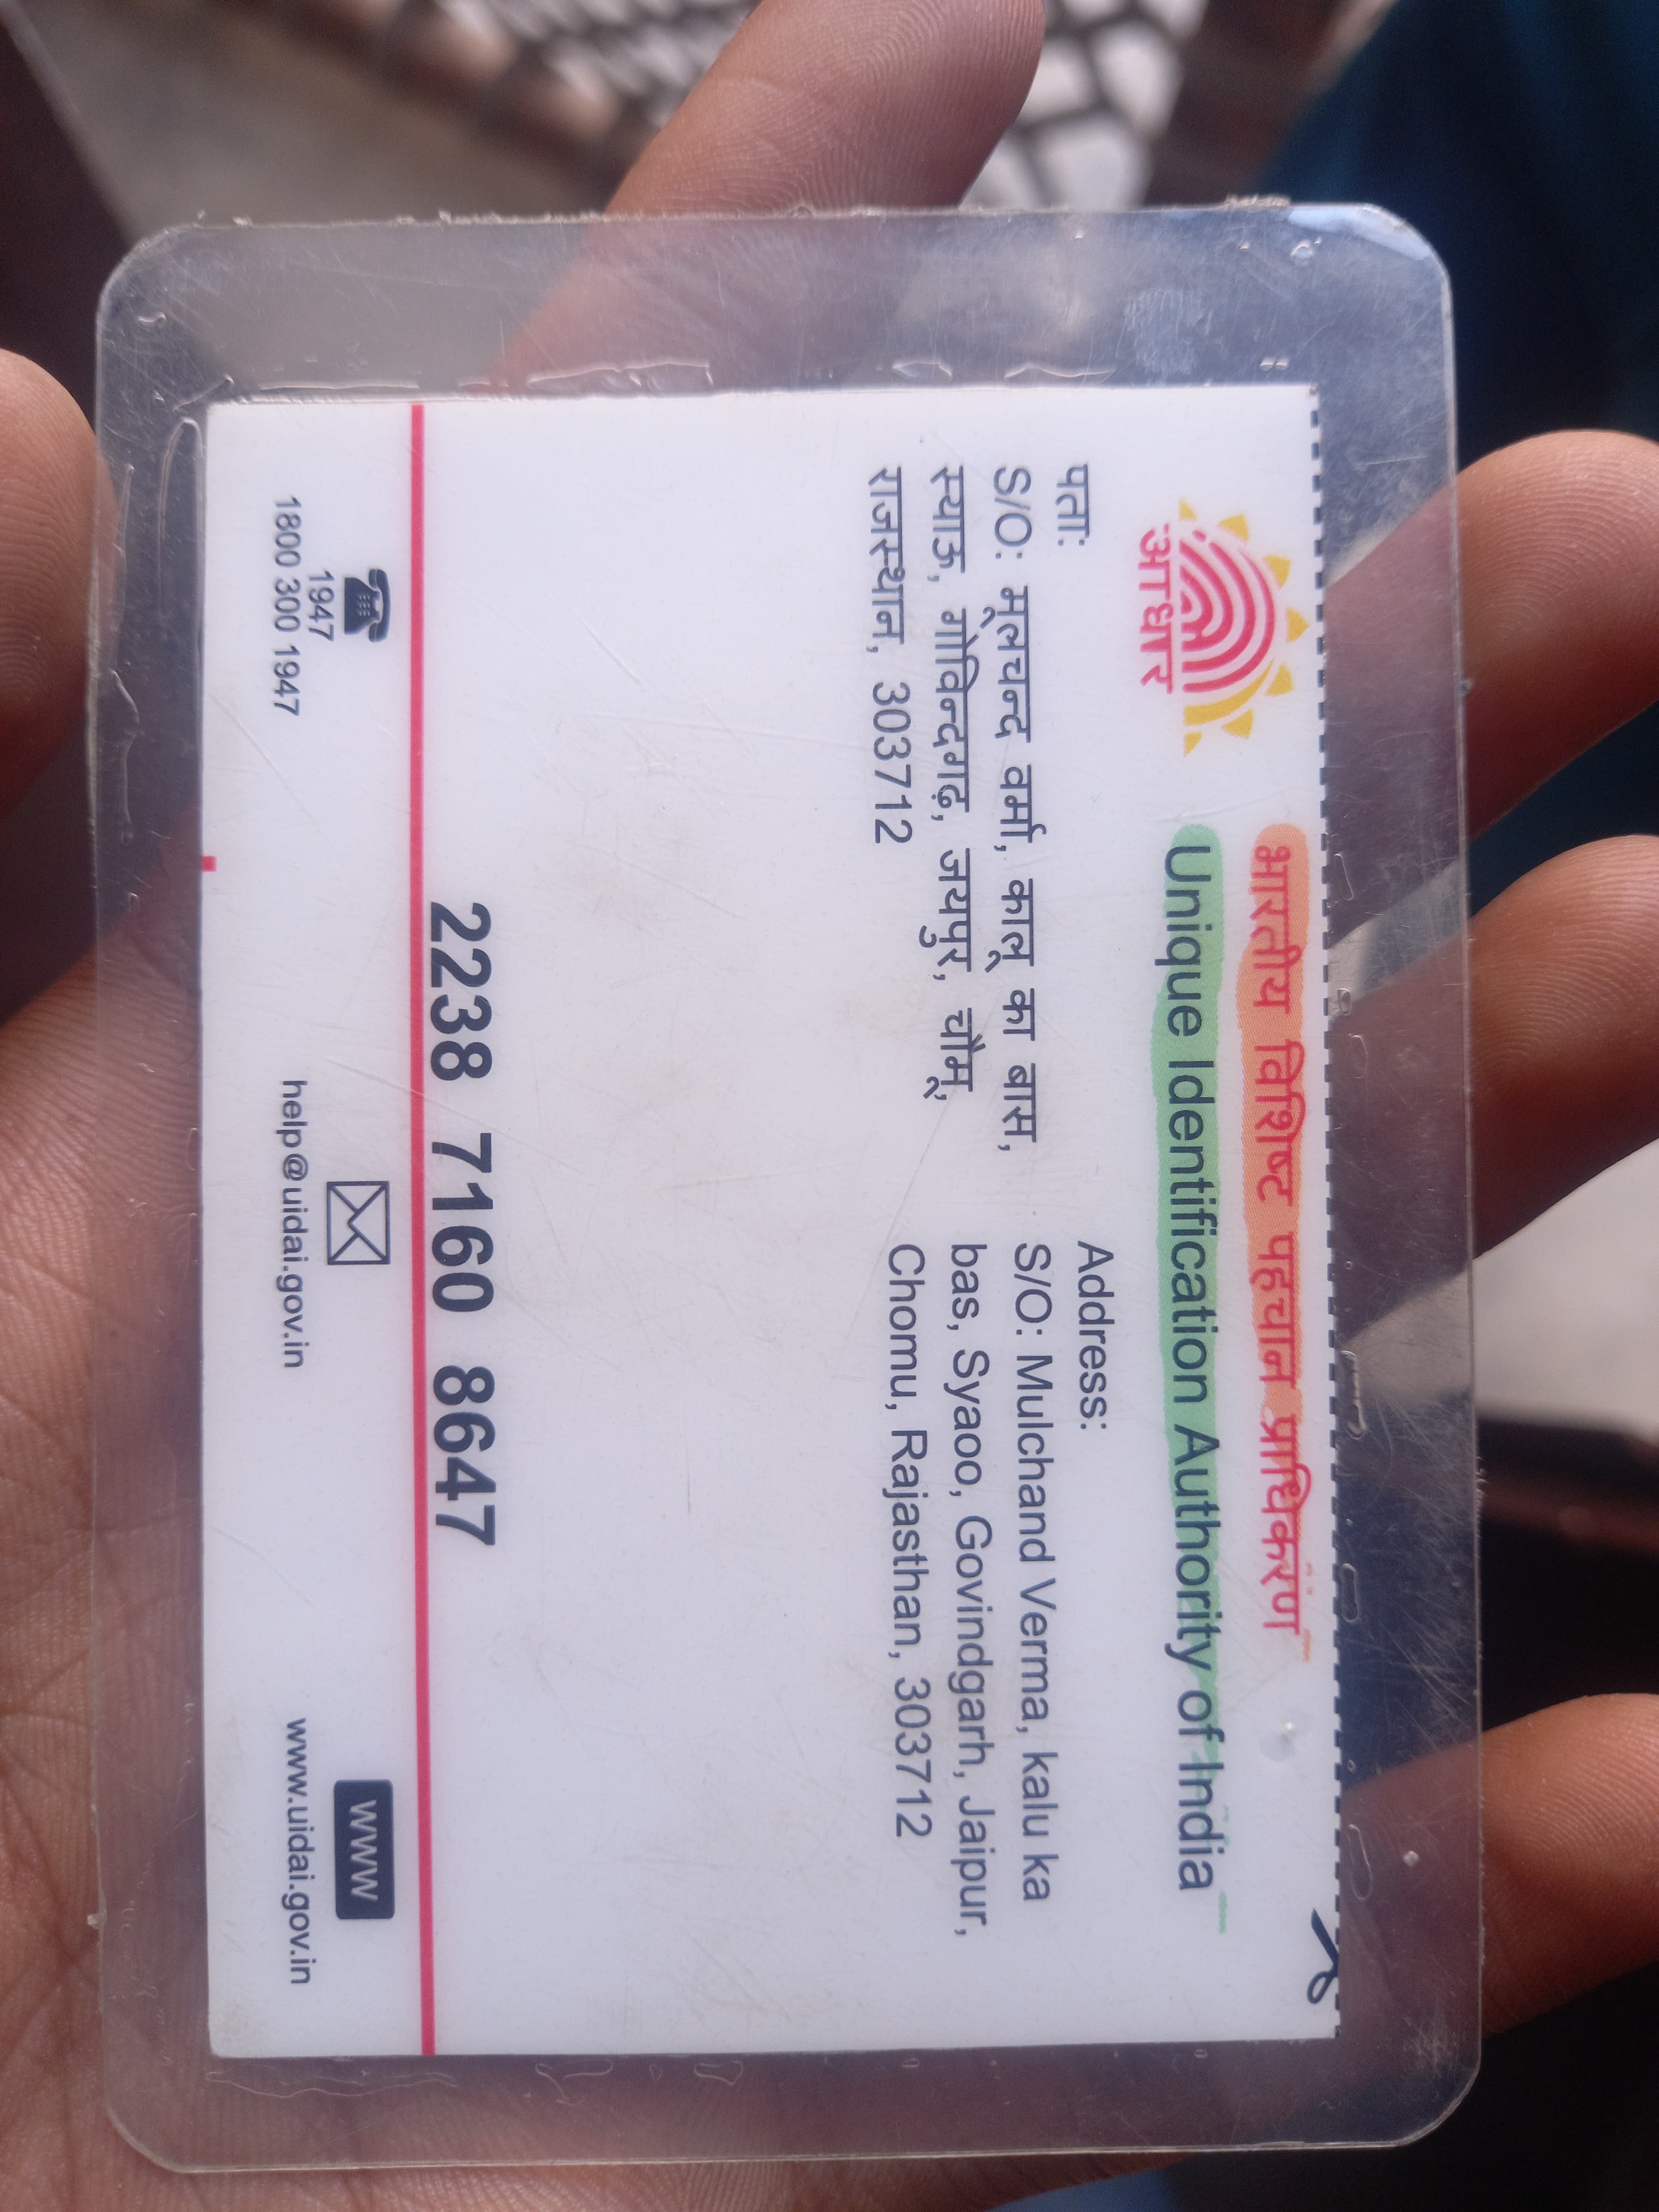 भारतीय विशिष्ट पहचान प्राधिकरण
Unique Identification Authority of India
आधार
पता:
S/O: मूलचन्द वर्मा, कालू का बास,
स्याऊ, गोविन्दगढ़, जयपुर, चौमू,
राजस्थान, 303712
Address:
S/O: Mulchand Verma, kalu ka
bas, Syaoo, Govindgarh, Jaipur,
Chomu, Rajasthan, 303712
2238 7160 8647
1947
1800 300 1947
help@uidai.gov.in
WWW
www.uidai.gov.in